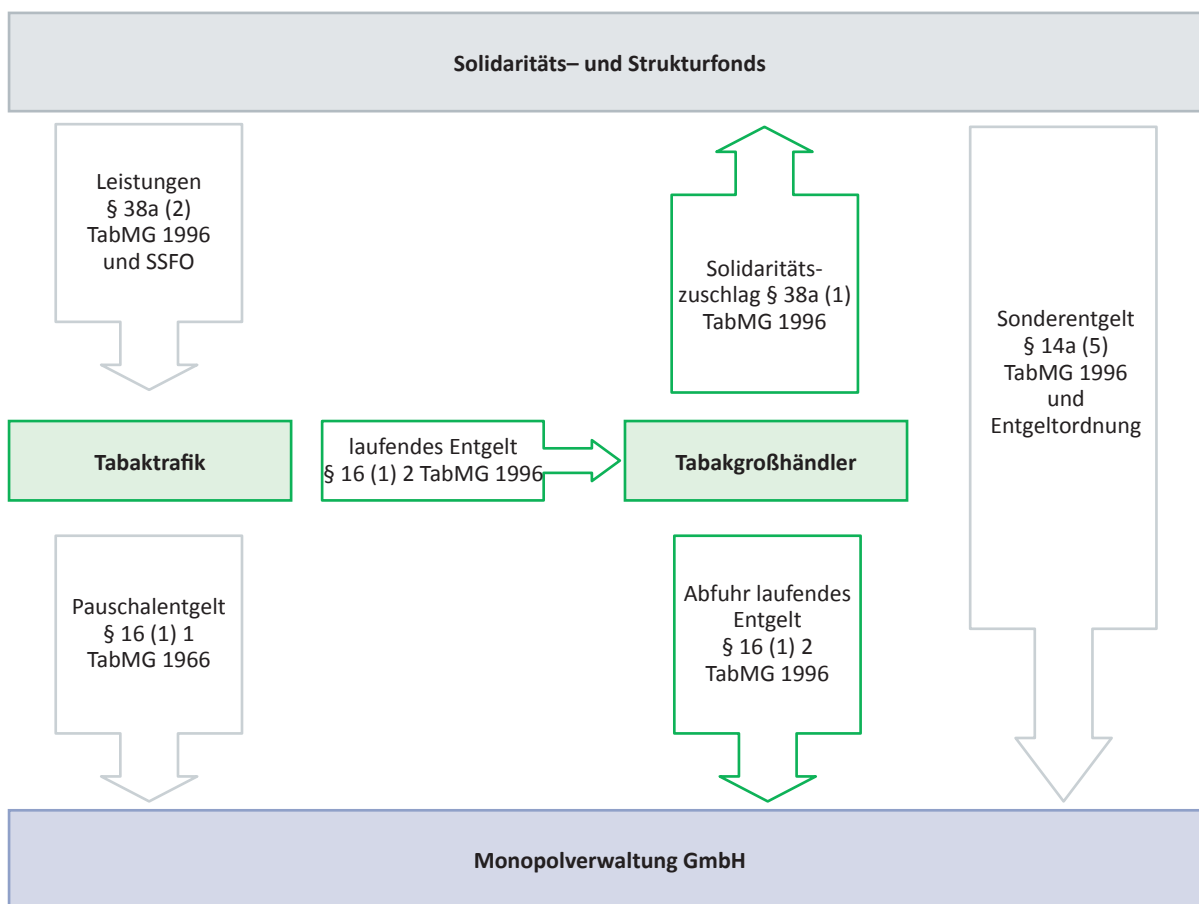 Solidaritäts– und Strukturfonds
Leistungen
§ 38a (2)
TabMG 1996
und SSFO
Solidaritäts-
zuschlag § 38a (1)
TabMG 1996
Sonderentgelt
§ 14a (5)
TabMG 1996
und
Entgeltordnung
Tabaktrafik
laufendes Entgelt
§ 16 (1) 2 TabMG 1996
Tabakgroßhändler
Pauschalentgelt
§ 16 (1) 1
TabMG 1966
Abfuhr laufendes
Entgelt
§ 16 (1) 2
TabMG 1996
Monopolverwaltung GmbH